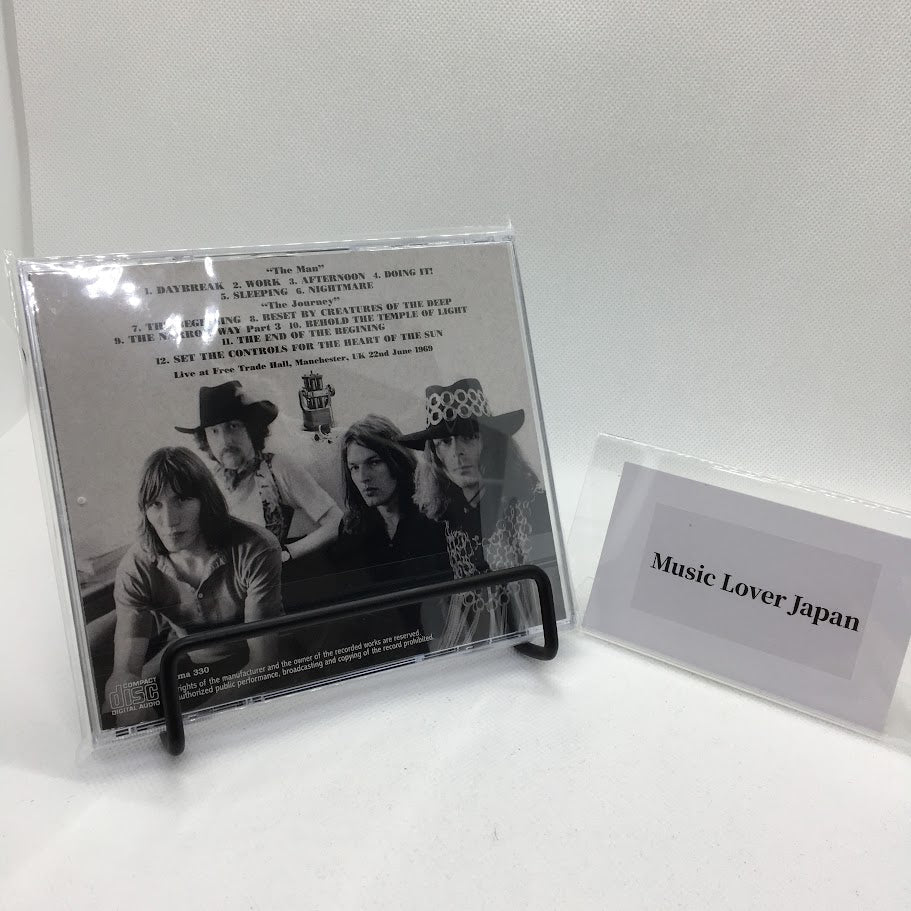 “The Man”
1. DAYBREAK 2. WORK 3. AFTERNOON 4. DOING IT!
5. SLEEPING 6. NIGHTMARE
“The Journey”
7. THE BEGINNING 8. BESET BY CREATURES OF THE DEEP
9. THE NARROW WAY Part 3 10. BEHOLD THE TEMPLE OF LIGHT
11. THE END OF THE BEGINING
12. SET THE CONTROLS FOR THE HEART OF THE SUN
Live at Free Trade Hall, Manchester, UK 22nd June 1969
Music Lover Japan
ma 330
rights of the manufacturer and the owner of the recorded works are reserved.
authorized public performance, broadcasting and copying of the record prohibited.
COMPACT
disc
DIGITAL AUDIO